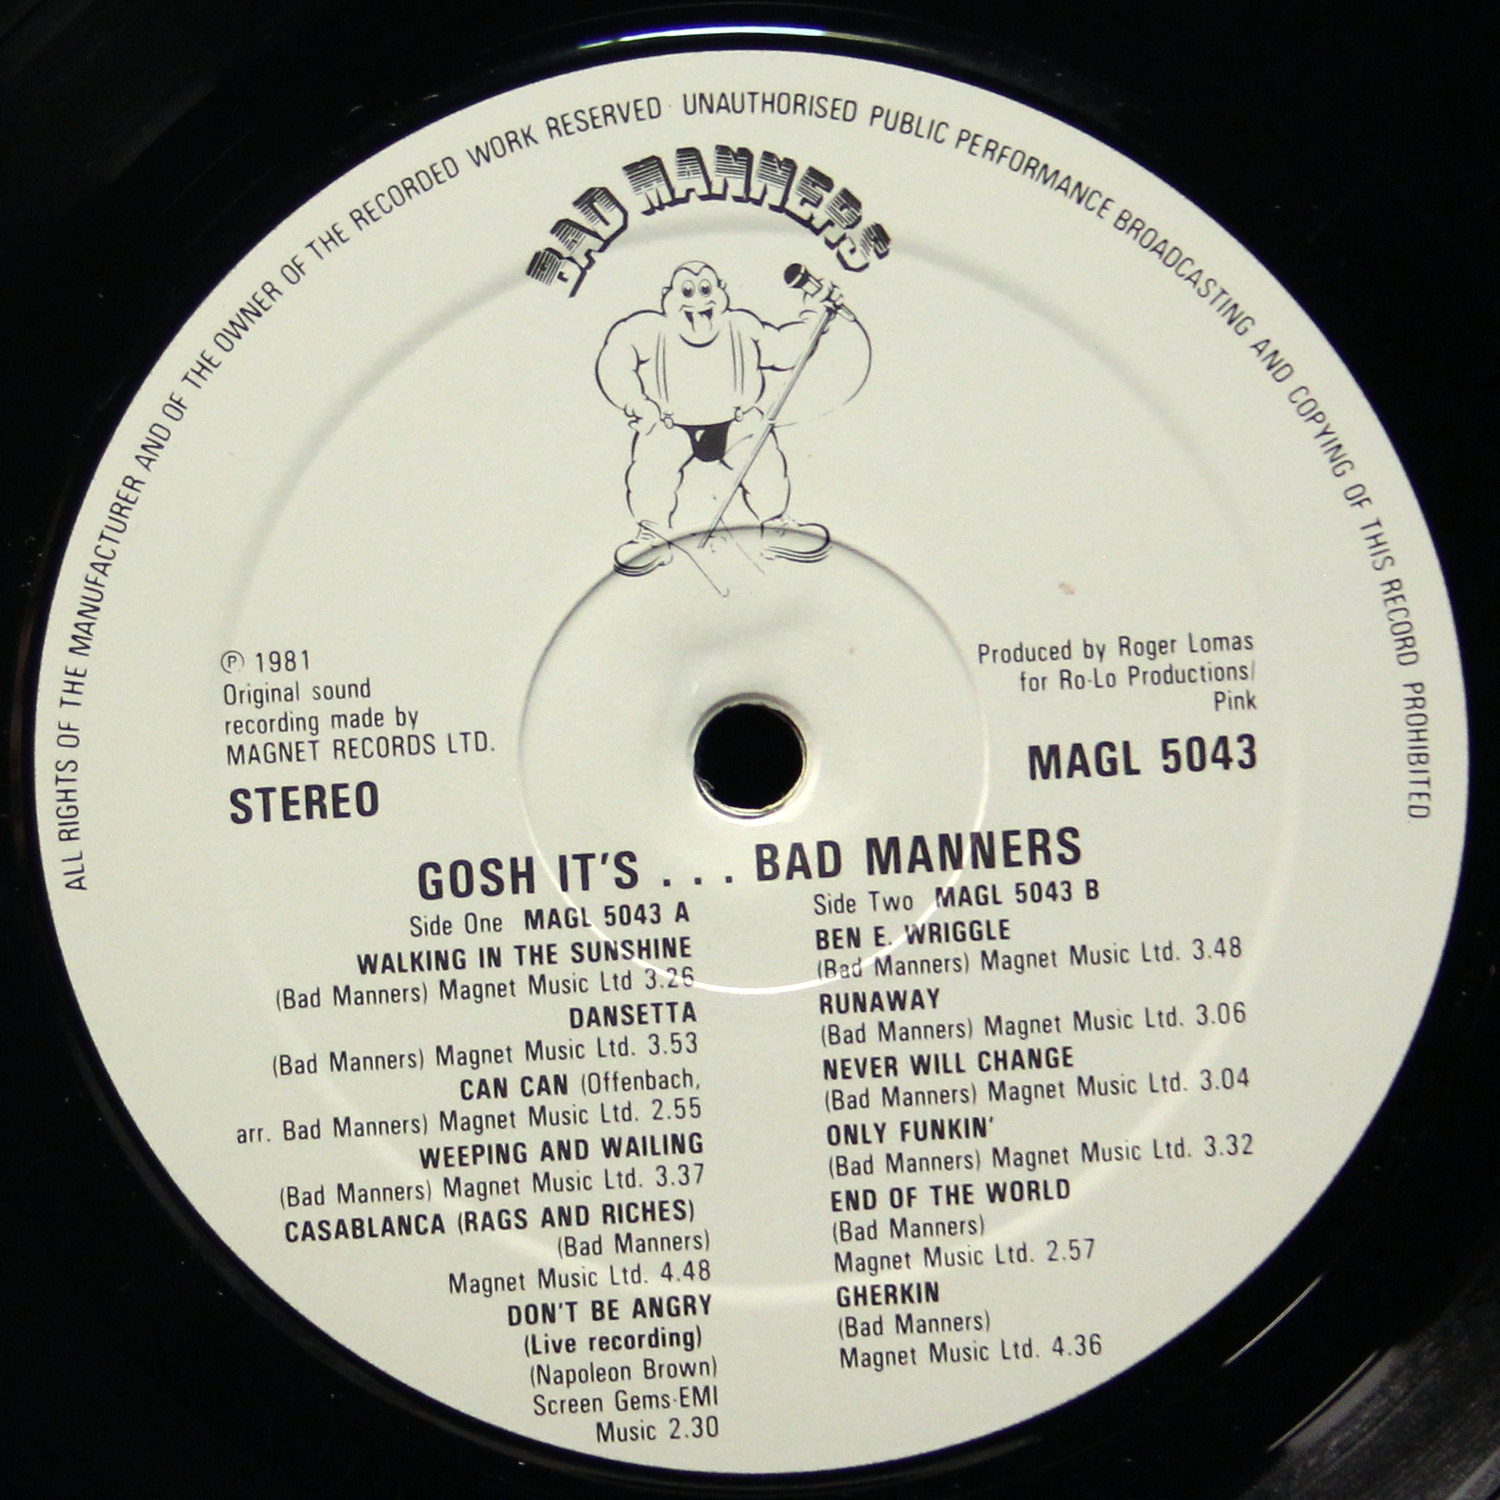 ALL RIGHTS OF THE MANUFACTURER AND OF THE OWNER OF THE RECORDED WORK RESERVED · UNAUTHORISED PUBLIC PERFORMANCE BROADCASTING AND COPYING OF THIS RECORD PROHIBITED.
BAD MANNERS
℗ 1981
Original sound
recording made by
MAGNET RECORDS LTD.
STEREO
Produced by Roger Lomas
for Ro-Lo Productions/
Pink
MAGL 5043
GOSH IT'S . . . BAD MANNERS
Side One MAGL 5043 A
WALKING IN THE SUNSHINE
(Bad Manners) Magnet Music Ltd 3.26
DANSETTA
(Bad Manners) Magnet Music Ltd. 3.53
CAN CAN (Offenbach,
arr. Bad Manners) Magnet Music Ltd. 2.55
WEEPING AND WAILING
(Bad Manners) Magnet Music Ltd. 3.37
CASABLANCA (RAGS AND RICHES)
(Bad Manners)
Magnet Music Ltd. 4.48
DON'T BE ANGRY
(Live recording)
(Napoleon Brown)
Screen Gems-EMI
Music 2.30
Side Two MAGL 5043 B
BEN E. WRIGGLE
(Bad Manners) Magnet Music Ltd. 3.48
RUNAWAY
(Bad Manners) Magnet Music Ltd. 3.06
NEVER WILL CHANGE
(Bad Manners) Magnet Music Ltd. 3.04
ONLY FUNKIN'
(Bad Manners) Magnet Music Ltd. 3.32
END OF THE WORLD
(Bad Manners)
Magnet Music Ltd. 2.57
GHERKIN
(Bad Manners)
Magnet Music Ltd. 4.36